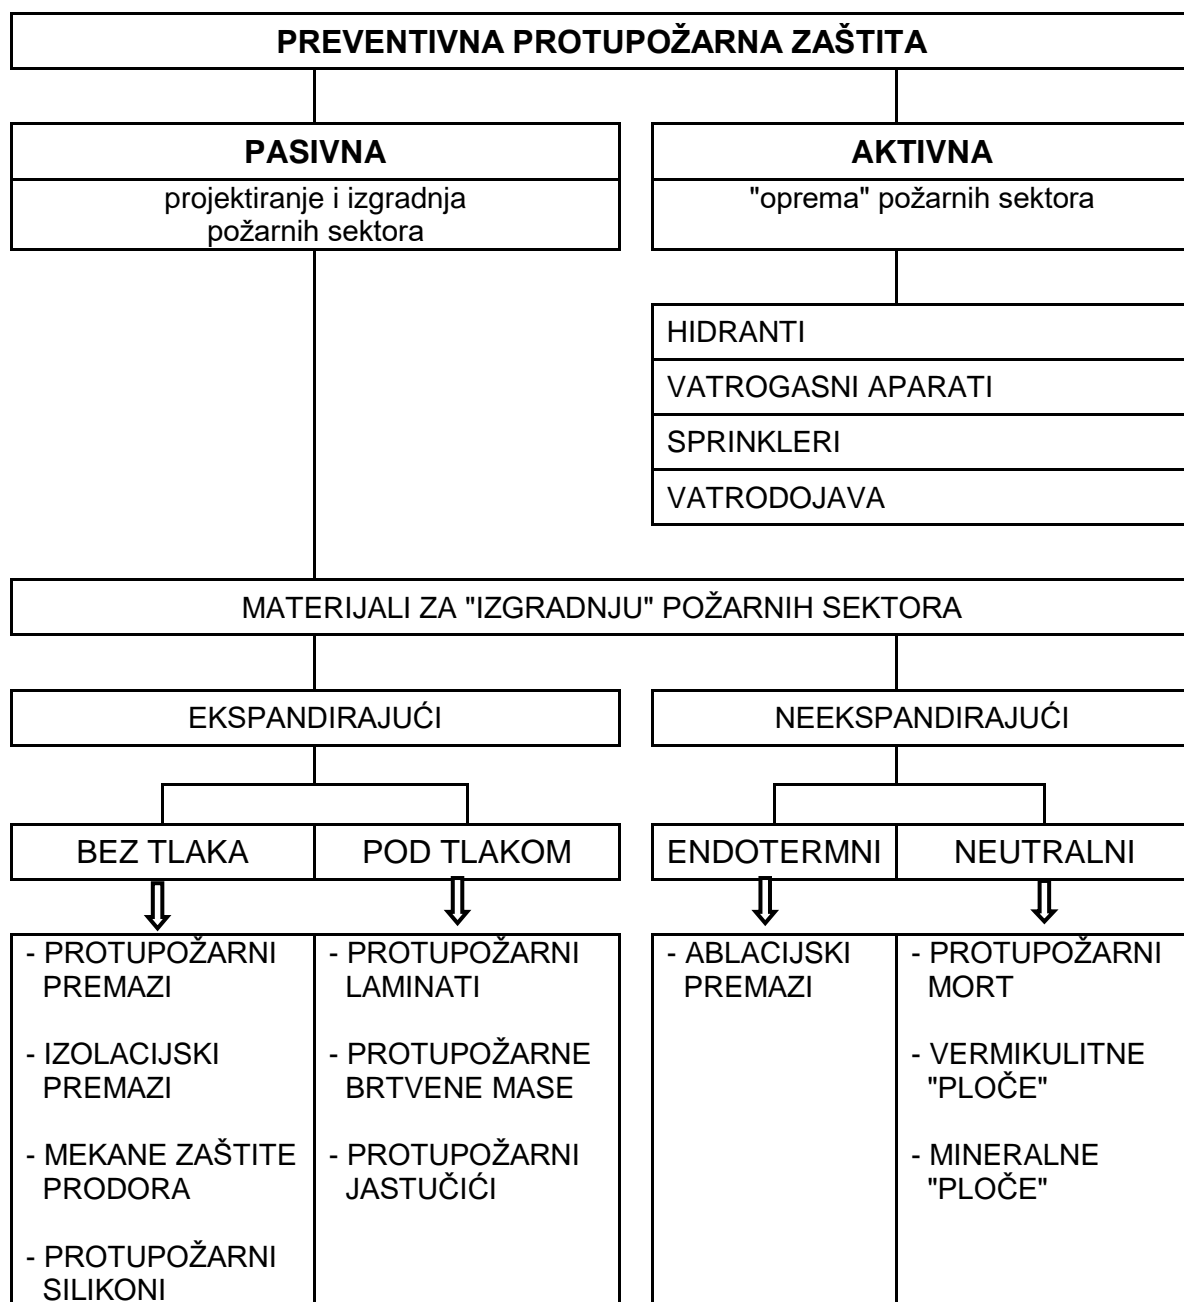 PREVENTIVNA PROTUPOŽARNA ZAŠTITA
PASIVNA
projektiranje i izgradnja
požarnih sektora
AKTIVNA
"oprema" požarnih sektora
HIDRANTI
VATROGASNI APARATI
SPRINKLERI
VATRODOJAVA
MATERIJALI ZA "IZGRADNJU" POŽARNIH SEKTORA
EKSPANDIRAJUĆI
NEEKSPANDIRAJUĆI
BEZ TLAKA
POD TLAKOM
ENDOTERMNI
NEUTRALNI
- PROTUPOŽARNI
PREMAZI
- IZOLACIJSKI
PREMAZI
- MEKANE ZAŠTITE
PRODORA
- PROTUPOŽARNI
SILIKONI
- PROTUPOŽARNI
LAMINATI
- PROTUPOŽARNE
BRTVENE MASE
- PROTUPOŽARNI
JASTUČIĆI
- ABLACIJSKI
PREMAZI
- PROTUPOŽARNI
MORT
- VERMIKULITNE
"PLOČE"
- MINERALNE
"PLOČE"